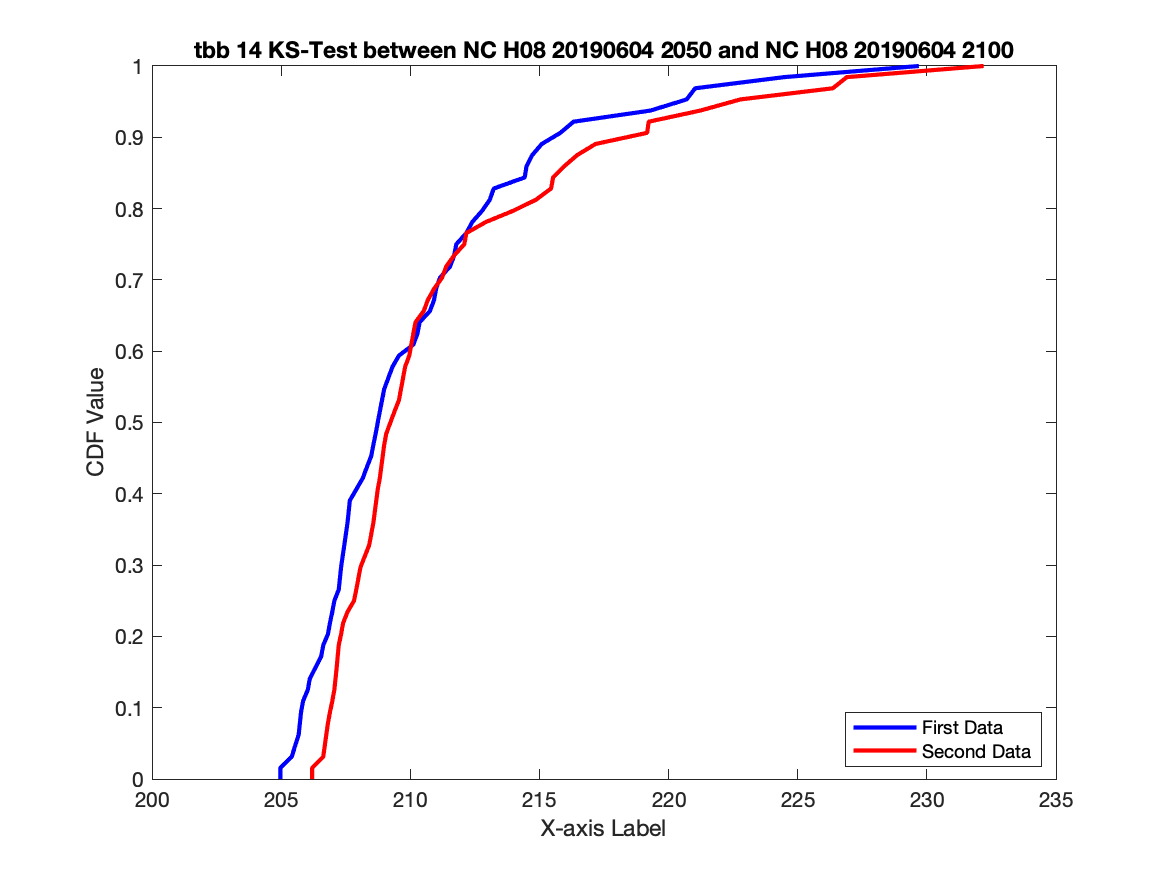 tbb 14 KS-Test between NC H08 20190604 2050 and NC H08 20190604 2100
1
0.9
0.8
0.7
0.6
0.5
0.4
0.3
0.2
0.1
0
CDF Value
First Data
Second Data
200 205 210 215 220 225 230 235
X-axis Label